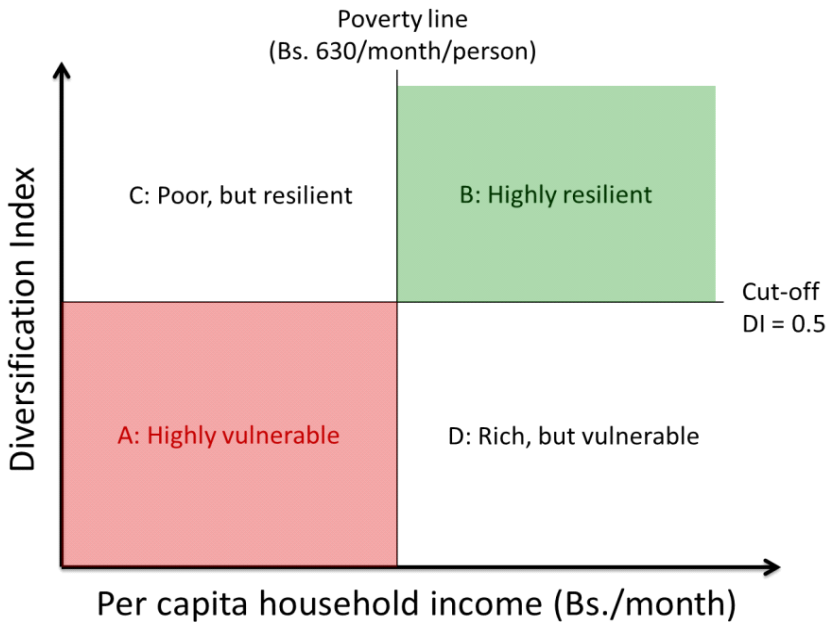 Poverty line
(Bs. 630/month/person)
C: Poor, but resilient
B: Highly resilient
Cut-off
DI = 0.5
A: Highly vulnerable
D: Rich, but vulnerable
Diversification Index
Per capita household income (Bs./month)